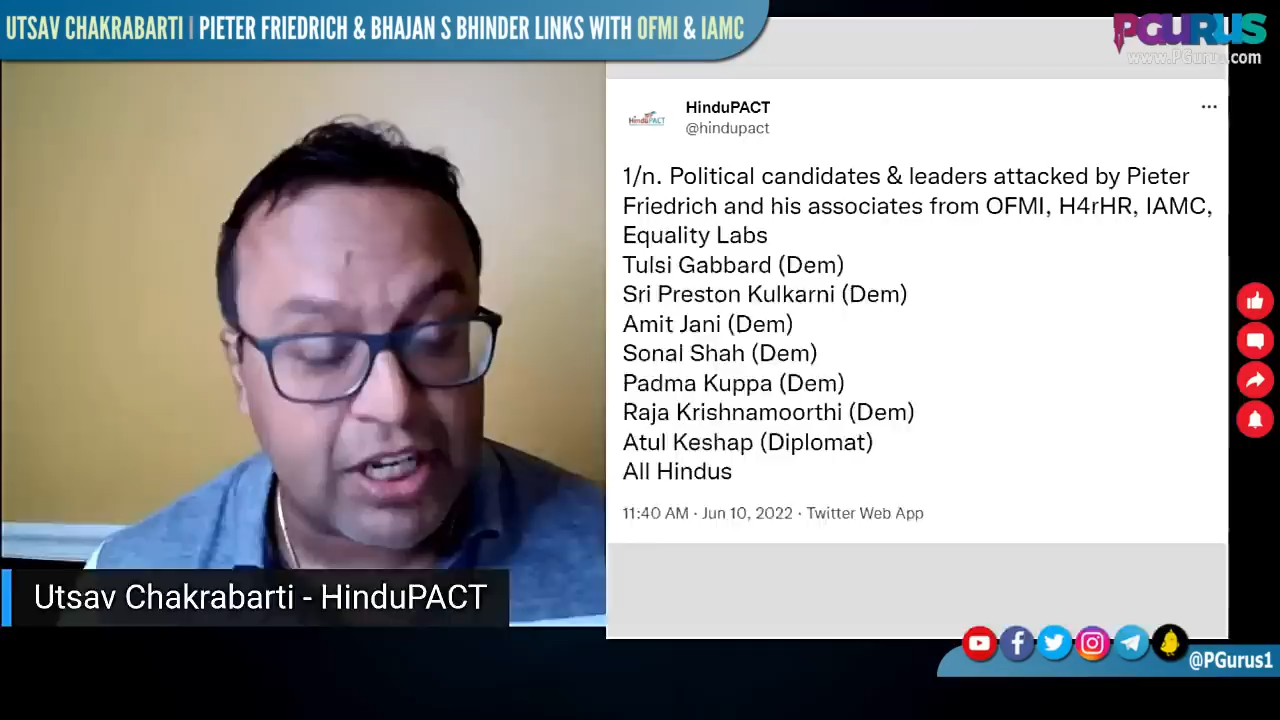 UTSAV CHAKRABARTI | PIETER FRIEDRICH & BHAJAN S BHINDER LINKS WITH OFMI & IAMC
PGURUS
www.PGurus.com
HinduPACT
HinduPACT
@hindupact
1/n. Political candidates & leaders attacked by Pieter
Friedrich and his associates from OFMI, H4rHR, IAMC,
Equality Labs
Tulsi Gabbard (Dem)
Sri Preston Kulkarni (Dem)
Amit Jani (Dem)
Sonal Shah (Dem)
Padma Kuppa (Dem)
Raja Krishnamoorthi (Dem)
Atul Keshap (Diplomat)
All Hindus
11:40 AM · Jun 10, 2022 · Twitter Web App
Utsav Chakrabarti - HinduPACT
@PGurus1